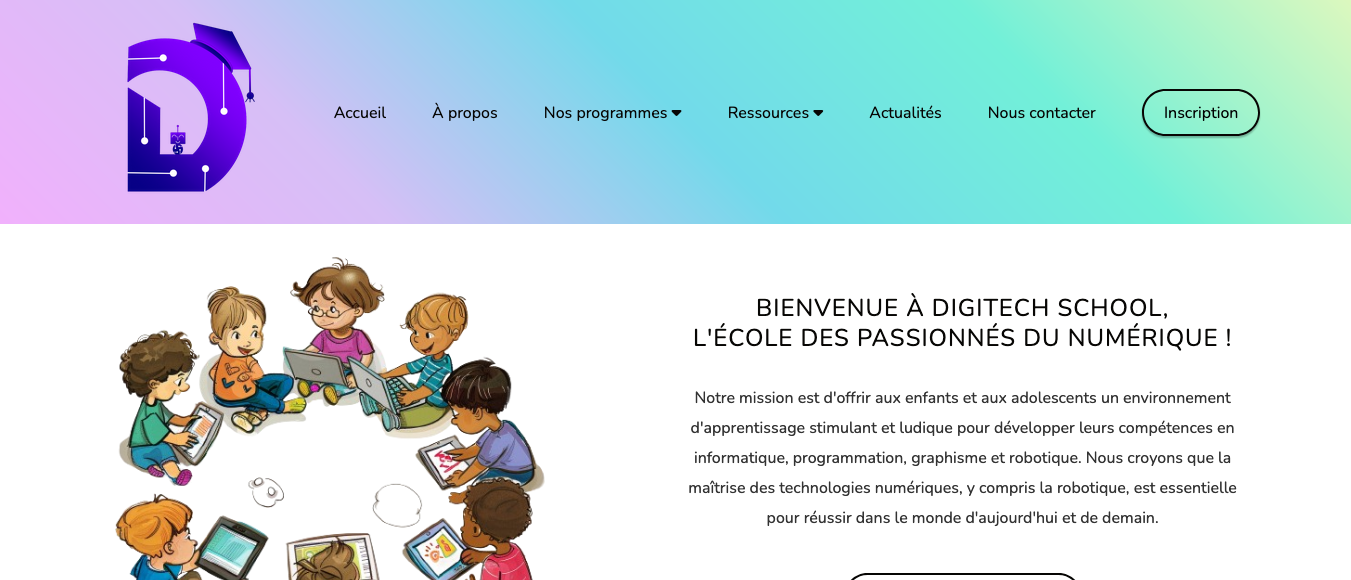 Accueil À propos Nos programmes Ressources Actualités Nous contacter Inscription
BIENVENUE À DIGITECH SCHOOL,
L'ÉCOLE DES PASSIONNÉS DU NUMÉRIQUE !
Notre mission est d'offrir aux enfants et aux adolescents un environnement
d'apprentissage stimulant et ludique pour développer leurs compétences en
informatique, programmation, graphisme et robotique. Nous croyons que la
maîtrise des technologies numériques, y compris la robotique, est essentielle
pour réussir dans le monde d'aujourd'hui et de demain.